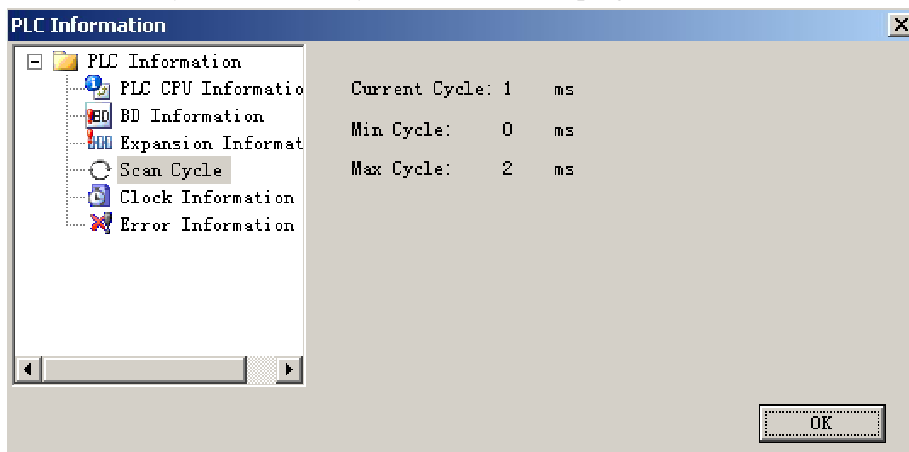 PLC Information
PLC Information
PLC CPU Informatio
BD Information
Expansion Informat
Scan Cycle
Clock Information
Error Information
Current Cycle: 1 ms
Min Cycle: 0 ms
Max Cycle: 2 ms
OK